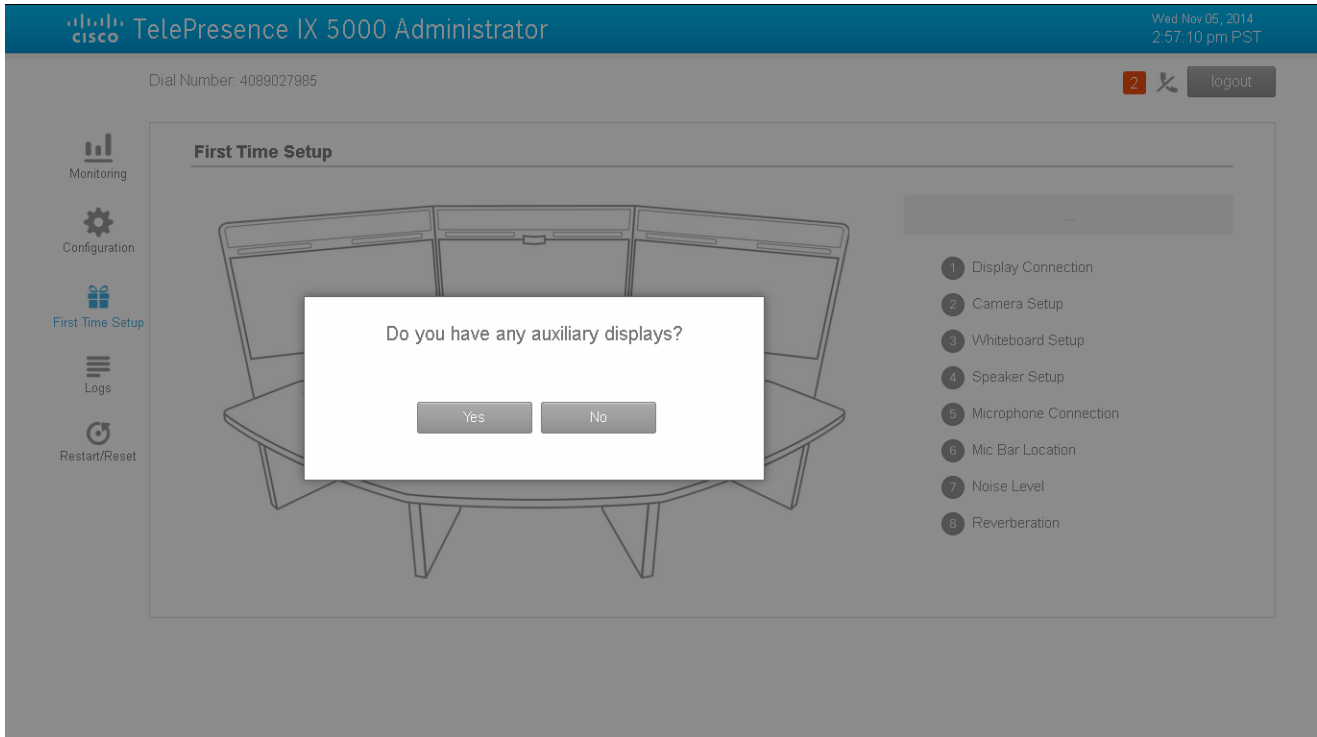 CISCO TelePresence IX 5000 Administrator
Wed Nov 05, 2014
2:57:10 pm PST
Dial Number: 4089027985
2
logout
Monitoring
Configuration
First Time Setup
Logs
Restart/Reset
First Time Setup
Do you have any auxiliary displays?
Yes
No
...
1 Display Connection
2 Camera Setup
3 Whiteboard Setup
4 Speaker Setup
5 Microphone Connection
6 Mic Bar Location
7 Noise Level
8 Reverberation